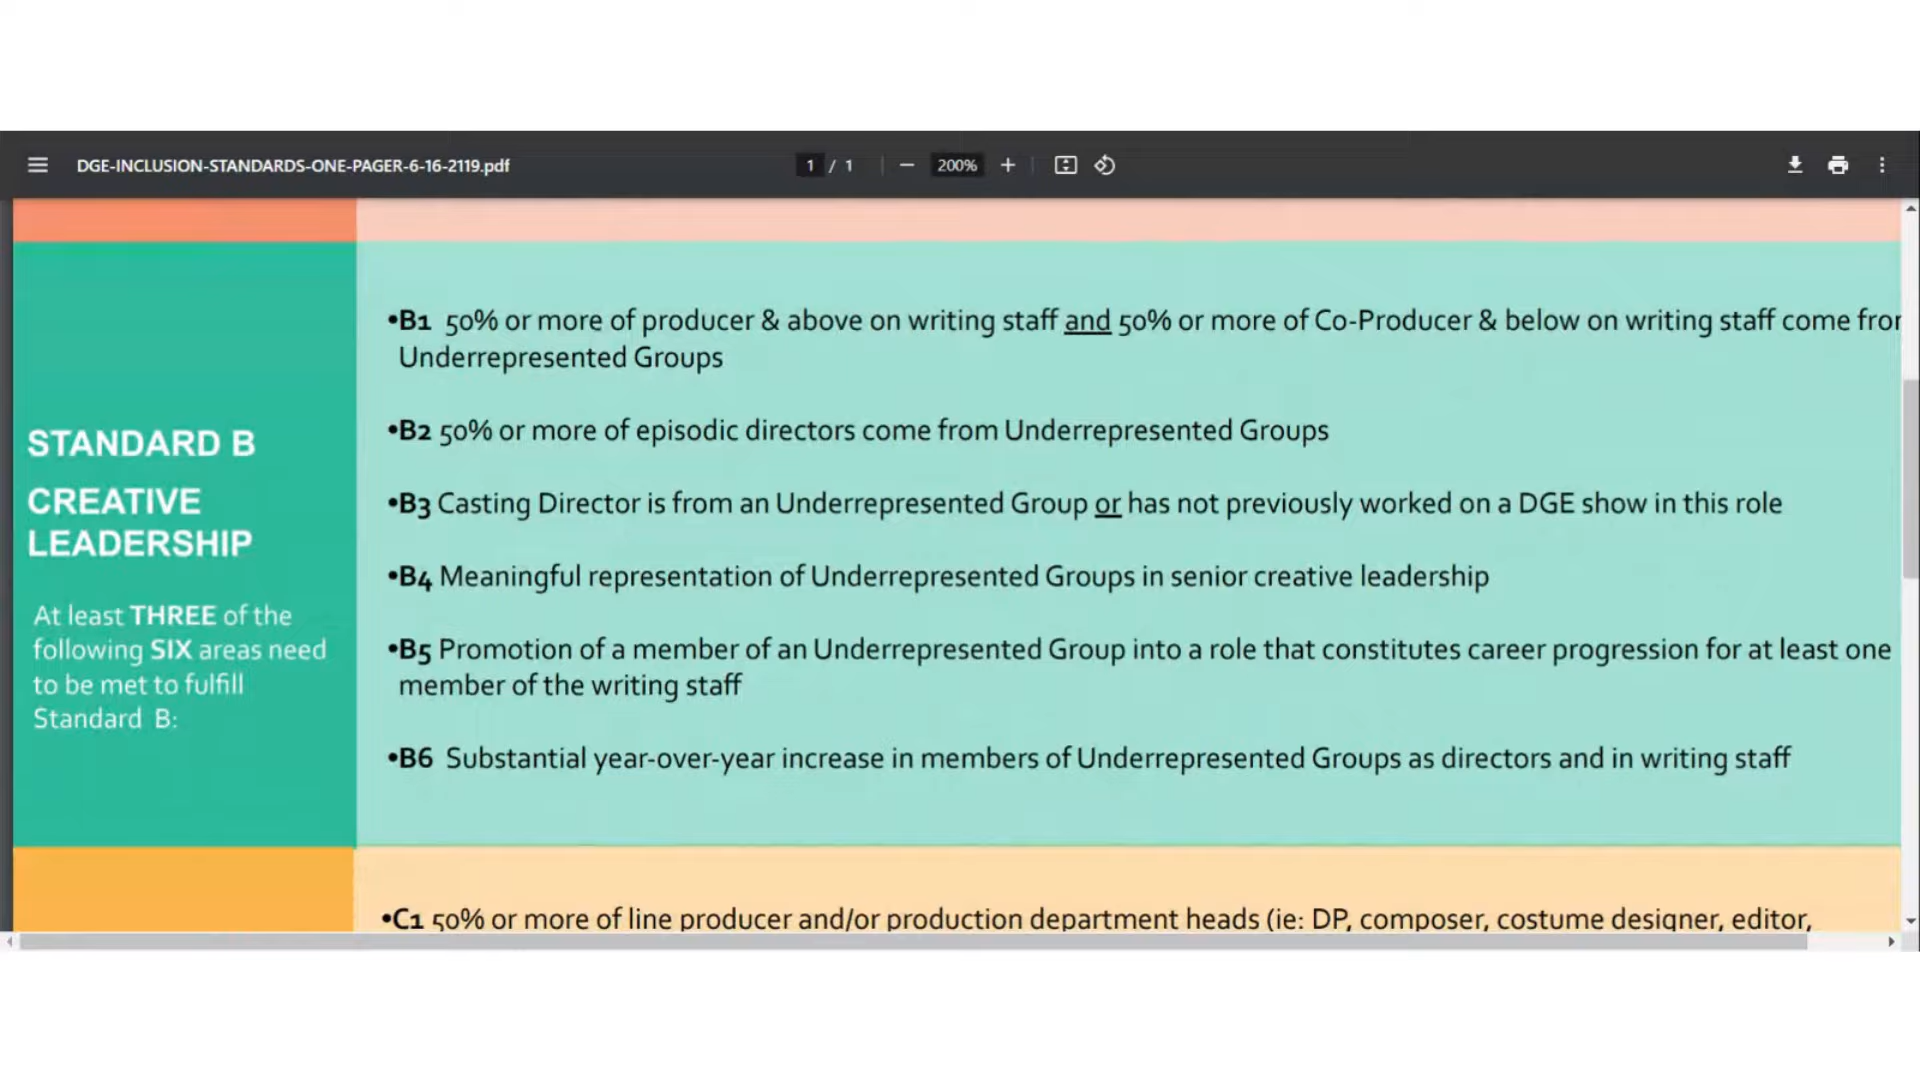 DGE-INCLUSION-STANDARDS-ONE-PAGER-6-16-2119.pdf
1 / 1
200%
STANDARD B
CREATIVE
LEADERSHIP
At least THREE of the
following SIX areas need
to be met to fulfill
Standard B:
•B1 50% or more of producer & above on writing staff and 50% or more of Co-Producer & below on writing staff come
Underrepresented Groups
•B2 50% or more of episodic directors come from Underrepresented Groups
•B3 Casting Director is from an Underrepresented Group or has not previously worked on a DGE show in this role
•B4 Meaningful representation of Underrepresented Groups in senior creative leadership
•B5 Promotion of a member of an Underrepresented Group into a role that constitutes career progression for at least one
member of the writing staff
•B6 Substantial year-over-year increase in members of Underrepresented Groups as directors and in writing staff
•C1 50% or more of line producer and/or production department heads (ie: DP, composer, costume designer, editor,